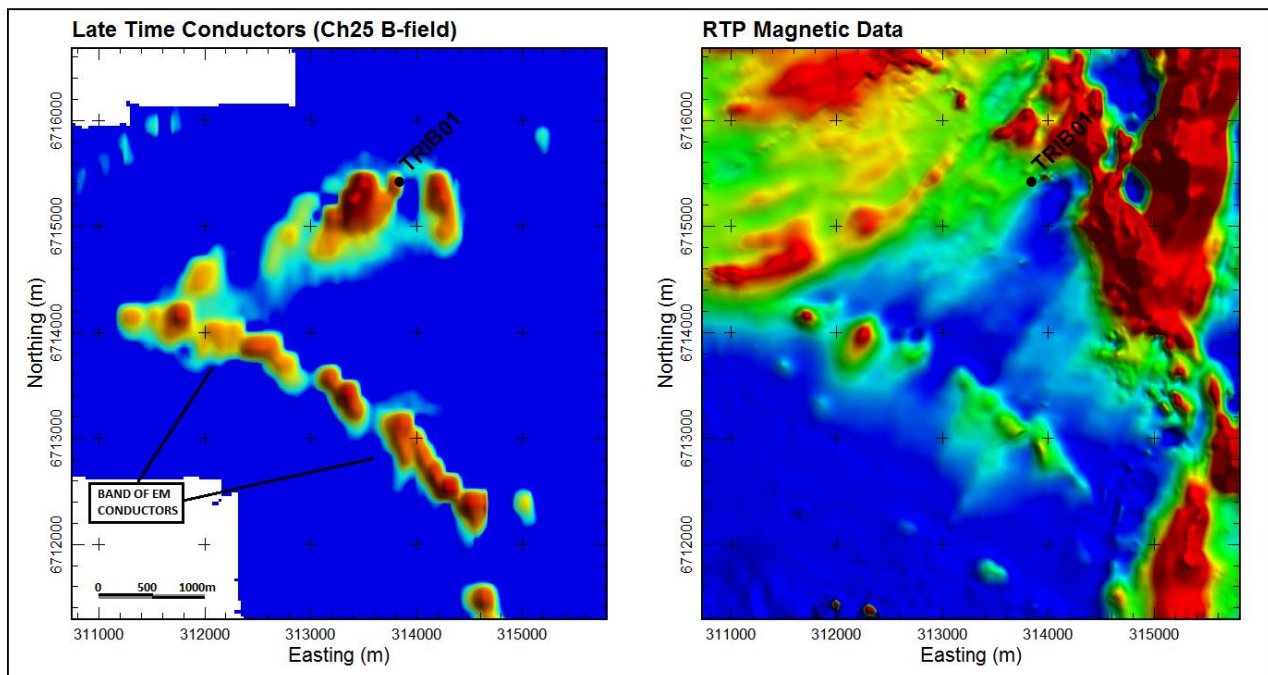 Late Time Conductors (Ch25 B-field)
6716000
6715000
6714000
6713000
6712000
Northing (m)
TRIB01
BAND OF EM
CONDUCTORS
0 500 1000m
311000 312000 313000 314000 315000
Easting (m)
RTP Magnetic Data
6716000
6715000
6714000
6713000
6712000
Northing (m)
TRIB01
311000 312000 313000 314000 315000
Easting (m)